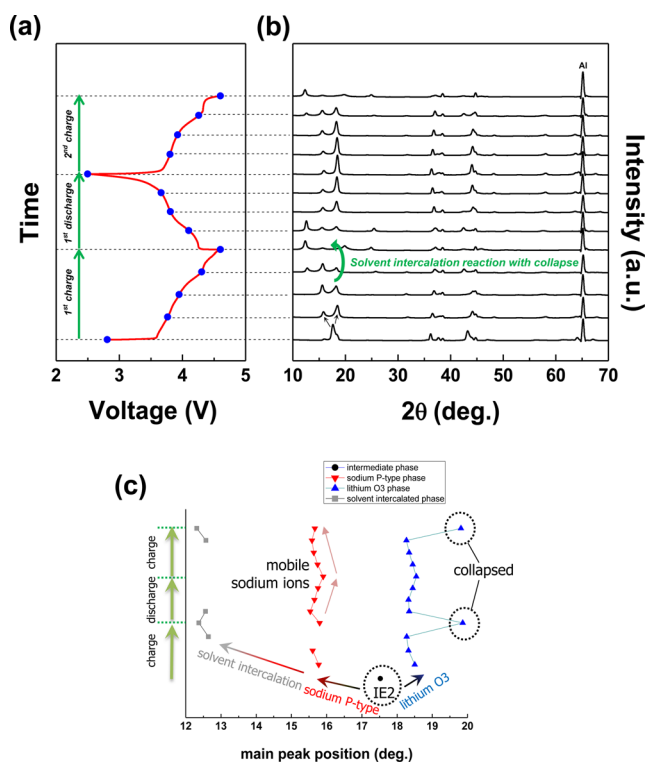 (a)
(b)
Time
2nd charge
1st discharge
1st charge
2 3 4 5
Voltage (V)
Al
Solvent intercalation reaction with collapse
10 20 30 40 50 60 70
2θ (deg.)
Intensity (a.u.)
(c)
intermediate phase
sodium P-type phase
lithium O3 phase
solvent intercalated phase
charge
discharge
charge
mobile
sodium ions
collapsed
solvent intercalation
sodium P-type
IE2
lithium O3
12 13 14 15 16 17 18 19 20
main peak position (deg.)